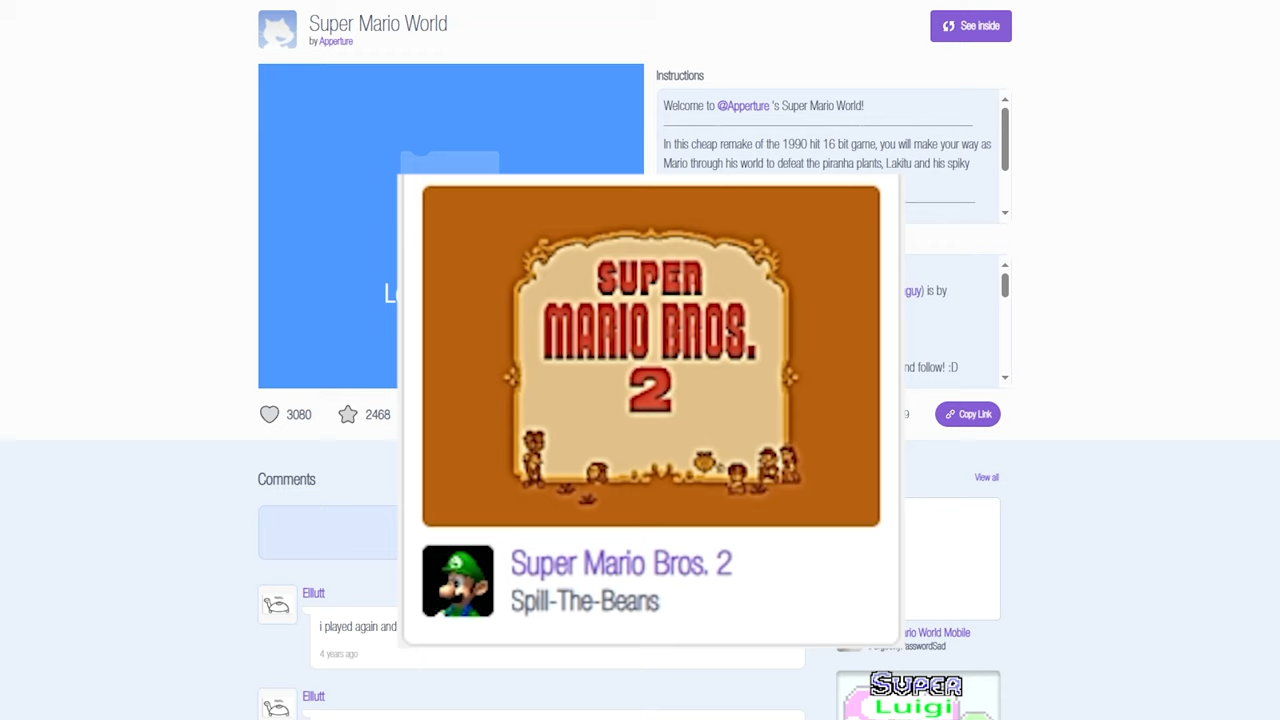 Super Mario World
by Apperture
See inside
Instructions
Welcome to @Apperture 's Super Mario World!
In this cheap remake of the 1990 hit 16 bit game, you will make your way as
Mario through his world to defeat the piranha plants, Lakitu and his spiky
guy) is by
nd follow! :D
SUPER
MARIO BROS.
2
Super Mario Bros. 2
Spill-The-Beans
3080
2468
9
Copy Link
Comments
View all
Elllutt
i played again and
4 years ago
Elllutt
rio World Mobile
asswordSad
SUPER
Luigi